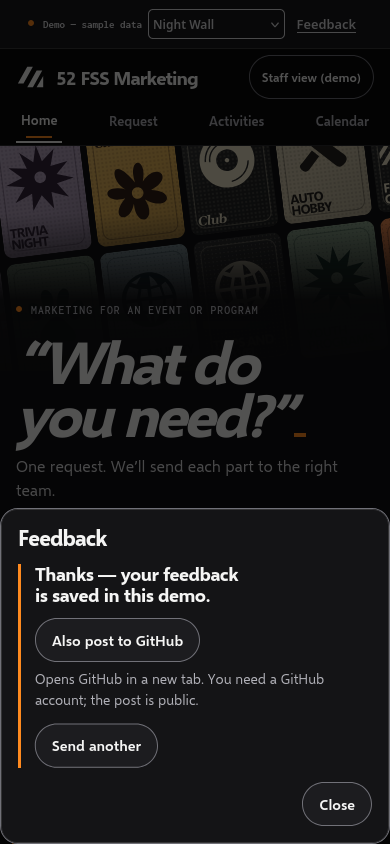 Demo — sample data
Night Wall
Feedback
52 FSS Marketing
Staff view (demo)
Home
Request
Activities
Calendar
TRIVIA
NIGHT
Club
AUTO
HOBBY
MARKETING FOR AN EVENT OR PROGRAM
“What do
you need?”
One request. We’ll send each part to the right
team.
Feedback
Thanks — your feedback
is saved in this demo.
Also post to GitHub
Opens GitHub in a new tab. You need a GitHub
account; the post is public.
Send another
Close